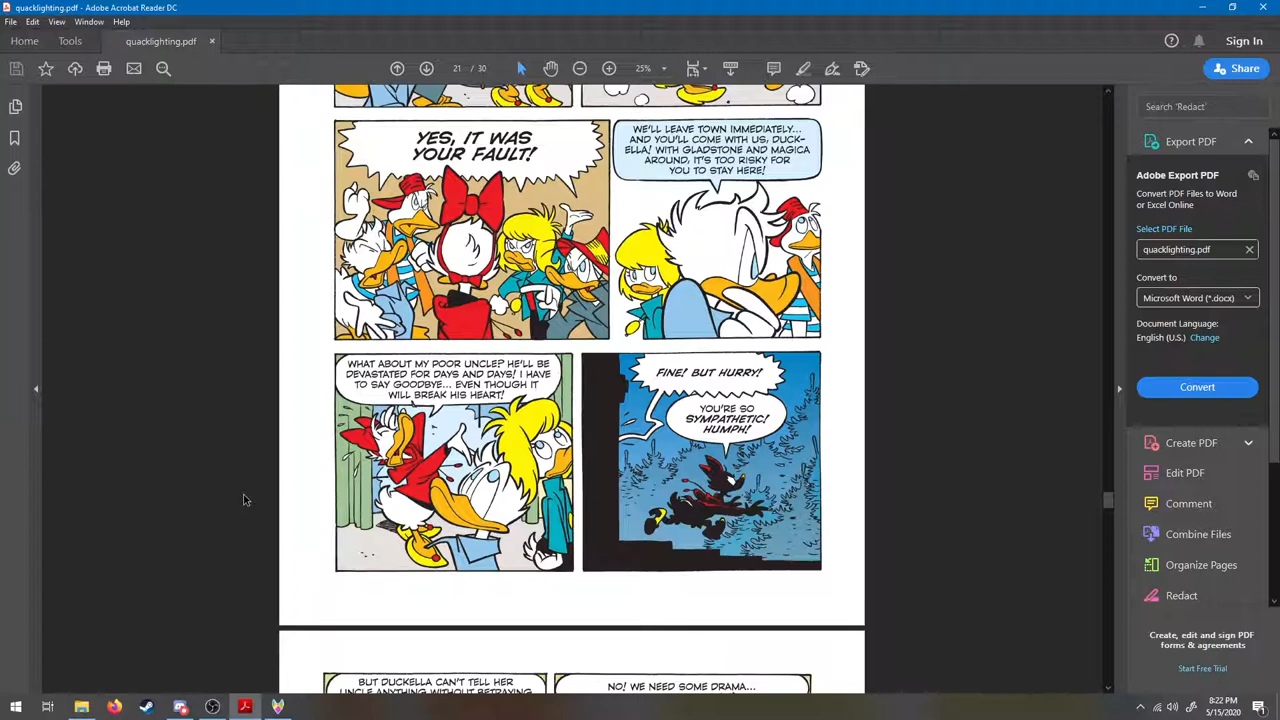 quacklighting.pdf - Adobe Acrobat Reader DC
File Edit View Window Help
Home Tools quacklighting.pdf
Sign In
21 / 30
25%
Share
YES, IT WAS
YOUR FAULT!
WE'LL LEAVE TOWN IMMEDIATELY...
AND YOU'LL COME WITH US, DUCK-
ELLA! WITH GLADSTONE AND MAGICA
AROUND, IT'S TOO RISKY FOR
YOU TO STAY HERE!
WHAT ABOUT MY POOR UNCLE? HE'LL BE
DEVASTATED FOR DAYS AND DAYS! I HAVE
TO SAY GOODBYE... EVEN THOUGH IT
WILL BREAK HIS HEART!
FINE! BUT HURRY!
YOU'RE SO
SYMPATHETIC!
HUMPH!
BUT DUCKELLA CAN'T TELL HER
UNCLE ANYTHING WITHOUT BETRAYING
NO! WE NEED SOME DRAMA...
Search 'Redact'
Export PDF
Adobe Export PDF
Convert PDF Files to Word
or Excel Online
Select PDF File
quacklighting.pdf
Convert to
Microsoft Word (*.docx)
Document Language:
English (U.S.) Change
Convert
Create PDF
Edit PDF
Comment
Combine Files
Organize Pages
Redact
Create, edit and sign PDF
forms & agreements
Start Free Trial
8:22 PM
5/15/2020